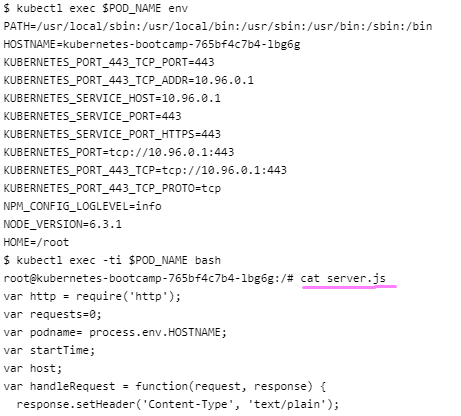 $ kubectl exec $POD_NAME env
PATH=/usr/local/sbin:/usr/local/bin:/usr/sbin:/usr/bin:/sbin:/bin
HOSTNAME=kubernetes-bootcamp-765bf4c7b4-lbg6g
KUBERNETES_PORT_443_TCP_PORT=443
KUBERNETES_PORT_443_TCP_ADDR=10.96.0.1
KUBERNETES_SERVICE_HOST=10.96.0.1
KUBERNETES_SERVICE_PORT=443
KUBERNETES_SERVICE_PORT_HTTPS=443
KUBERNETES_PORT=tcp://10.96.0.1:443
KUBERNETES_PORT_443_TCP=tcp://10.96.0.1:443
KUBERNETES_PORT_443_TCP_PROTO=tcp
NPM_CONFIG_LOGLEVEL=info
NODE_VERSION=6.3.1
HOME=/root
$ kubectl exec -ti $POD_NAME bash
root@kubernetes-bootcamp-765bf4c7b4-lbg6g:/# cat server.js
var http = require('http');
var requests=0;
var podname= process.env.HOSTNAME;
var startTime;
var host;
var handleRequest = function(request, response) {
  response.setHeader('Content-Type', 'text/plain');